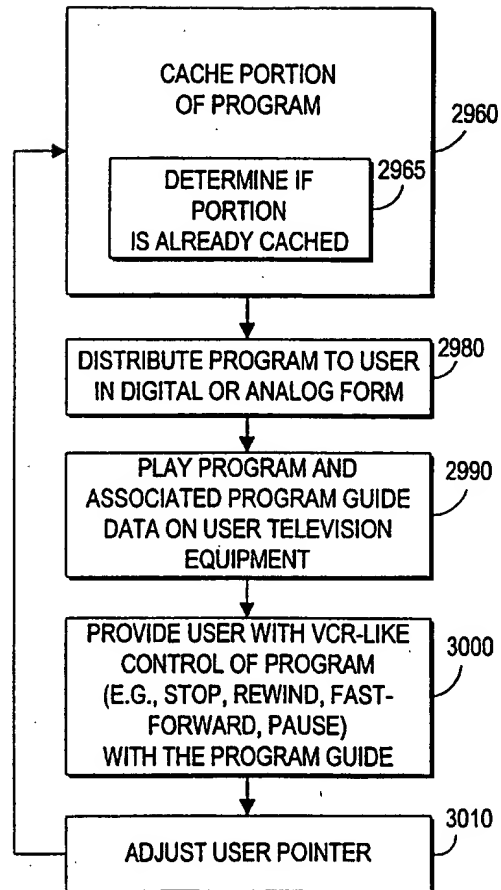 CACHE PORTION
OF PROGRAM
2960
2965
DETERMINE IF
PORTION
IS ALREADY CACHED
2980
DISTRIBUTE PROGRAM TO USER
IN DIGITAL OR ANALOG FORM
2990
PLAY PROGRAM AND
ASSOCIATED PROGRAM GUIDE
DATA ON USER TELEVISION
EQUIPMENT
PROVIDE USER WITH VCR-LIKE
CONTROL OF PROGRAM
(E.G., STOP, REWIND, FAST-
FORWARD, PAUSE)
WITH THE PROGRAM GUIDE
3000
3010
ADJUST USER POINTER